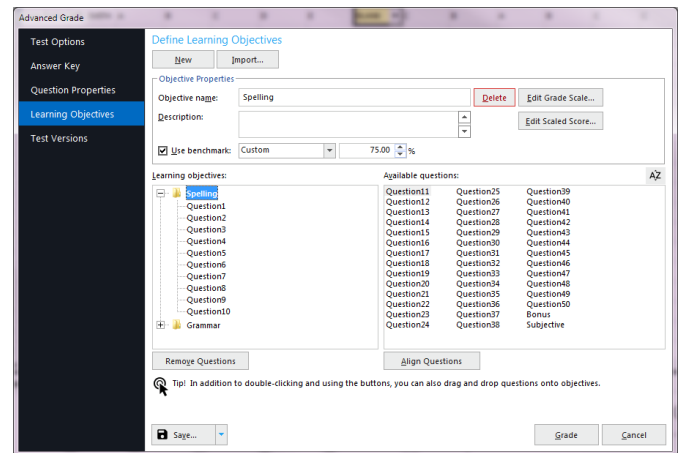 Advanced Grade
Test Options
Answer Key
Question Properties
Learning Objectives
Test Versions
Define Learning Objectives
New Import...
Objective Properties
Objective name: Spelling Delete Edit Grade Scale...
Description: Edit Scaled Score...
Use benchmark: Custom 75.00 %
Learning objectives:
Spelling
Question1
Question2
Question3
Question4
Question5
Question6
Question7
Question8
Question9
Question10
Grammar
Remove Questions
Available questions: AZ
Question11 Question25 Question39
Question12 Question26 Question40
Question13 Question27 Question41
Question14 Question28 Question42
Question15 Question29 Question43
Question16 Question30 Question44
Question17 Question31 Question45
Question18 Question32 Question46
Question19 Question33 Question47
Question20 Question34 Question48
Question21 Question35 Question49
Question22 Question36 Question50
Question23 Question37 Bonus
Question24 Question38 Subjective
Align Questions
Tip! In addition to double-clicking and using the buttons, you can also drag and drop questions onto objectives.
Save... Grade Cancel